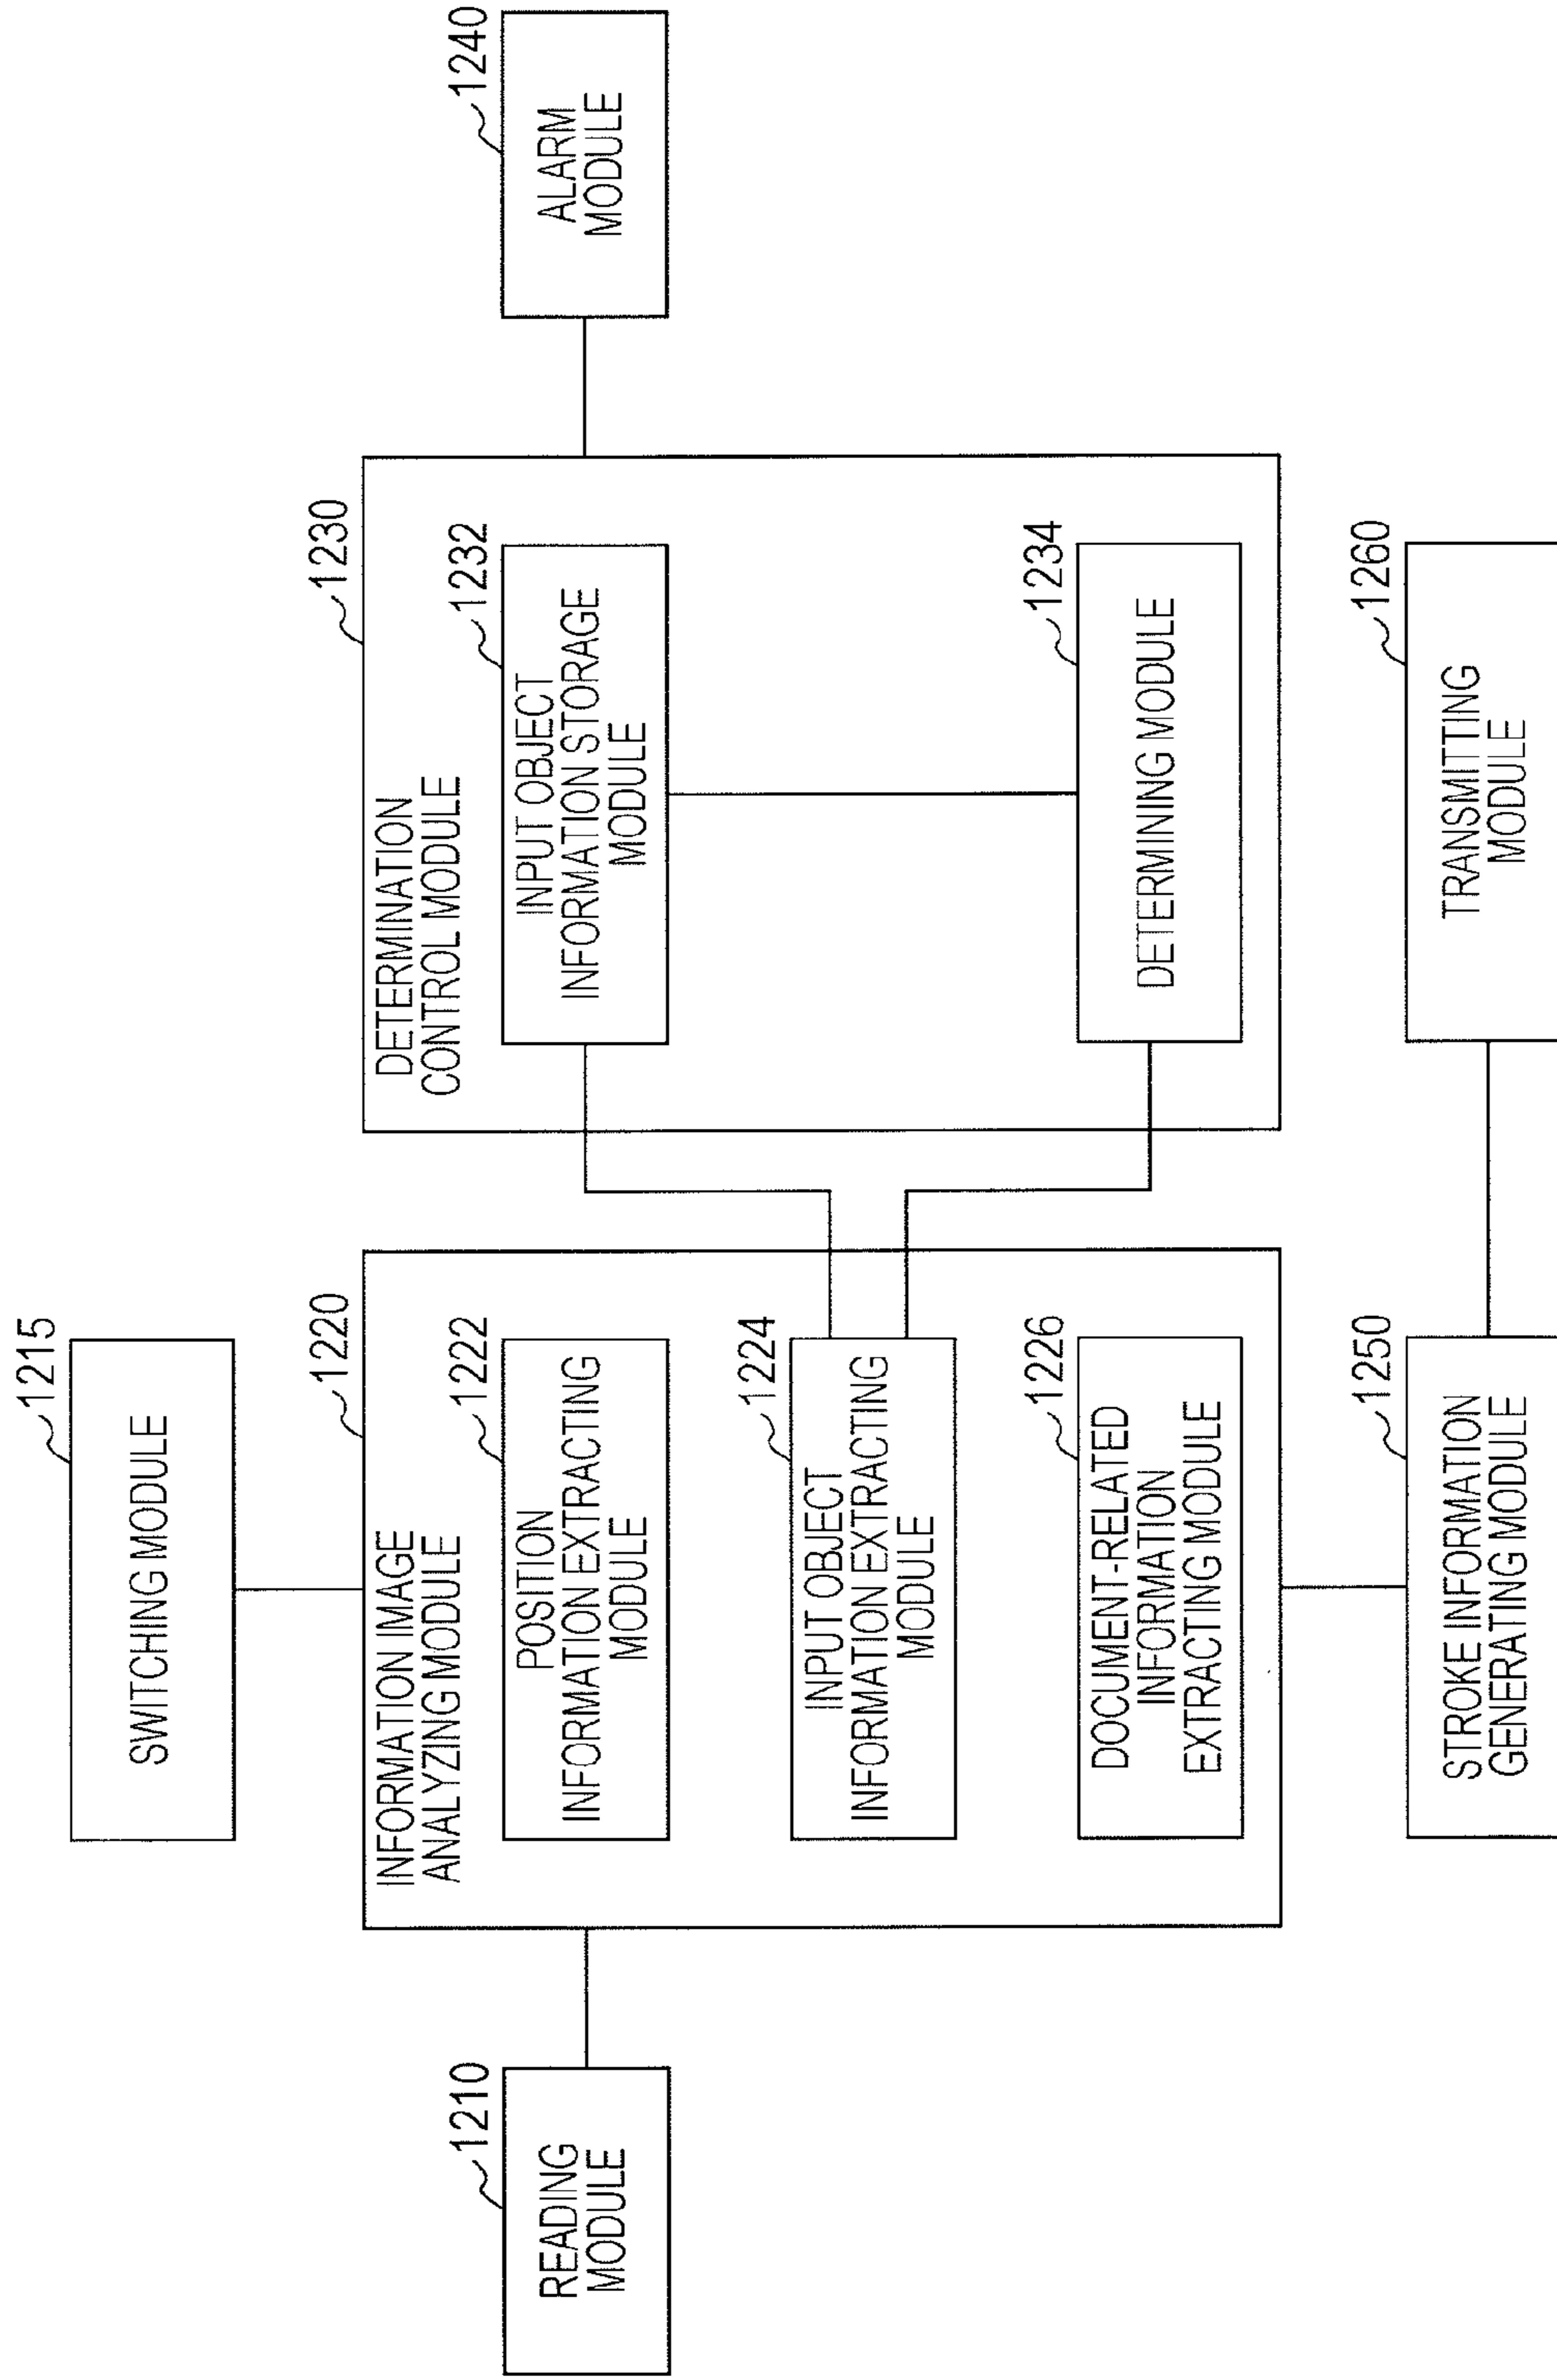 1215
SWITCHING MODULE
1210
READING
MODULE
1220
INFORMATION IMAGE
ANALYZING MODULE
1222
POSITION
INFORMATION EXTRACTING
MODULE
1224
INPUT OBJECT
INFORMATION EXTRACTING
MODULE
1226
DOCUMENT-RELATED
INFORMATION
EXTRACTING MODULE
1230
DETERMINATION
CONTROL MODULE
1232
INPUT OBJECT
INFORMATION STORAGE
MODULE
1234
DETERMINING MODULE
1240
ALARM
MODULE
1250
STROKE INFORMATION
GENERATING MODULE
1260
TRANSMITTING
MODULE